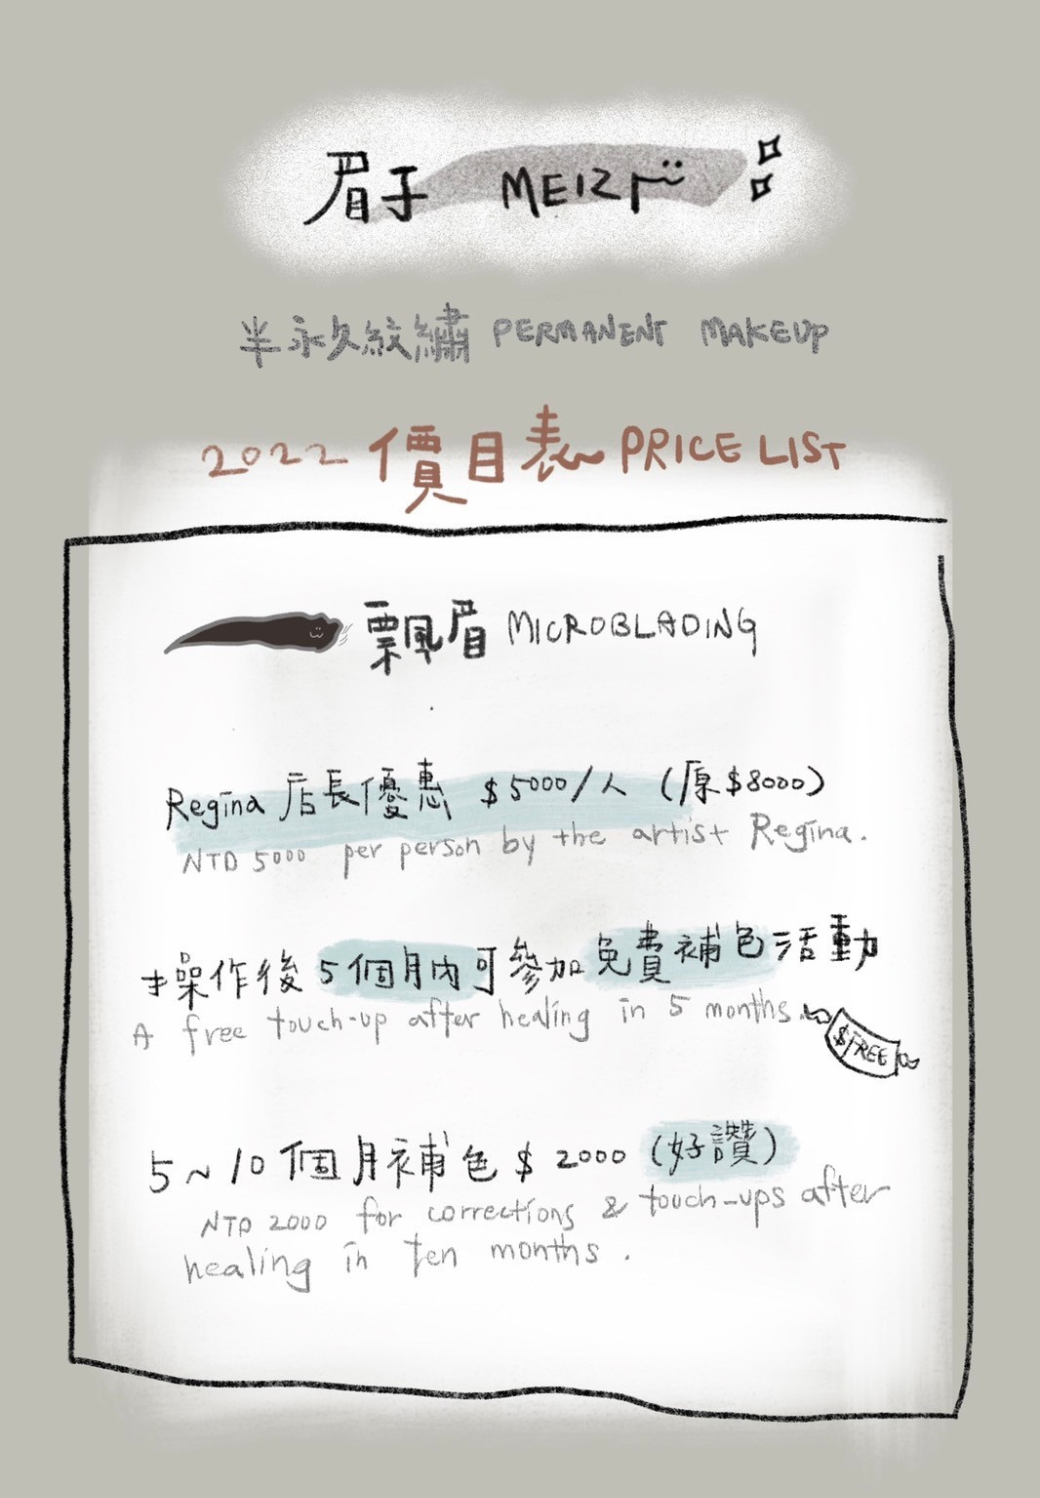 眉子 MEIZI
半永久紋繡 PERMANENT MAKEUP
2022 價目表 PRICE LIST
飄眉 MICROBLADING
Regina 店長優惠 $5000/人 (原$8000)
NTD 5000 per person by the artist Regina.
操作後 5個月內可參加免費補色活動
A free touch-up after healing in 5 months.
$FREE
5~10個月補色 $2000 (好讚)
NTD 2000 for corrections & touch-ups after
healing in ten months.